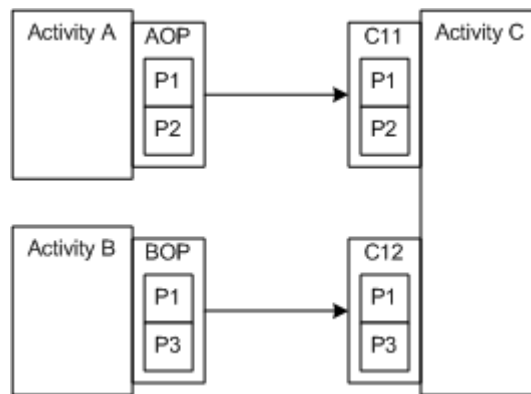 Activity A
AOP
P1
P2
C11
P1
P2
Activity C
Activity B
BOP
P1
P3
C12
P1
P3